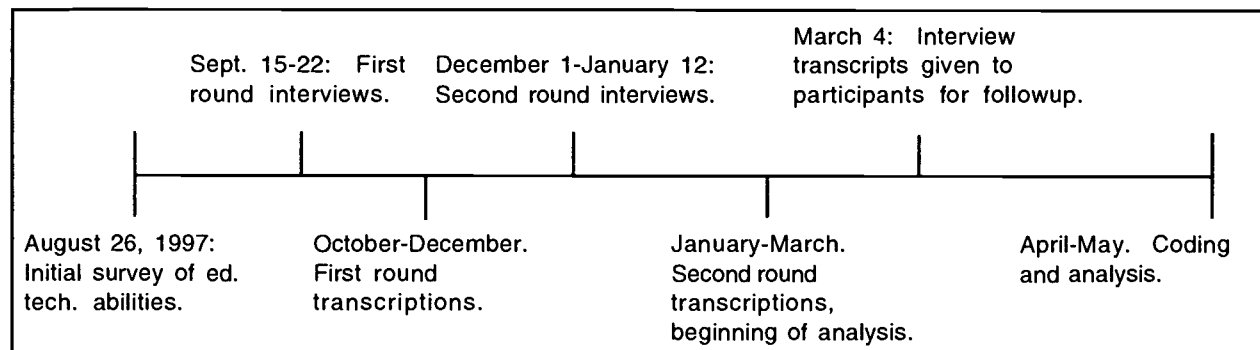 Sept. 15-22: First
round interviews.
December 1-January 12:
Second round interviews.
March 4: Interview
transcripts given to
participants for followup.
August 26, 1997:
Initial survey of ed.
tech. abilities.
October-December.
First round
transcriptions.
January-March.
Second round
transcriptions,
beginning of analysis.
April-May. Coding
and analysis.